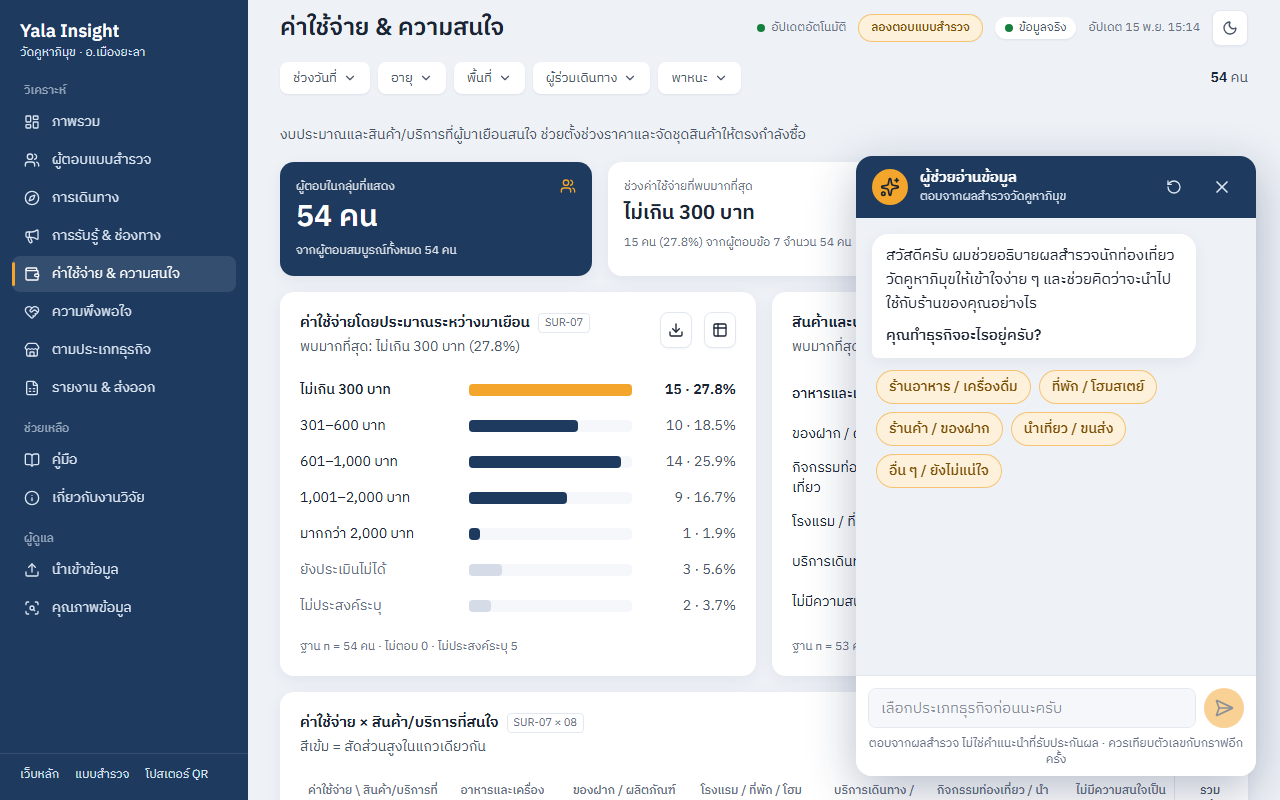 Yala Insight
วัดคูหาภิมุข · อ.เมืองยะลา
วิเคราะห์
ภาพรวม
ผู้ตอบแบบสำรวจ
การเดินทาง
การรับรู้ & ช่องทาง
ค่าใช้จ่าย & ความสนใจ
ความพึงพอใจ
ตามประเภทธุรกิจ
รายงาน & ส่งออก
ช่วยเหลือ
คู่มือ
เกี่ยวกับงานวิจัย
ผู้ดูแล
นำเข้าข้อมูล
คุณภาพข้อมูล
เว็บหลัก แบบสำรวจ โปสเตอร์ QR
ค่าใช้จ่าย & ความสนใจ
อัปเดตอัตโนมัติ ลองตอบแบบสำรวจ ข้อมูลจริง อัปเดต 15 พ.ย. 15:14
ช่วงวันที่ อายุ พื้นที่ ผู้ร่วมเดินทาง พาหนะ 54 คน
งบประมาณและสินค้า/บริการที่ผู้มาเยือนสนใจ ช่วยตั้งช่วงราคาและจัดชุดสินค้าให้ตรงกำลังซื้อ
ผู้ตอบในกลุ่มที่แสดง
54 คน
จากผู้ตอบสมบูรณ์ทั้งหมด 54 คน
ช่วงค่าใช้จ่ายที่พบมากที่สุด
ไม่เกิน 300 บาท
15 คน (27.8%) จากผู้ตอบข้อ 7 จำนวน 54 คน
ค่าใช้จ่ายโดยประมาณระหว่างมาเยือน SUR-07
พบมากที่สุด: ไม่เกิน 300 บาท (27.8%)
ไม่เกิน 300 บาท 15 · 27.8%
301–600 บาท 10 · 18.5%
601–1,000 บาท 14 · 25.9%
1,001–2,000 บาท 9 · 16.7%
มากกว่า 2,000 บาท 1 · 1.9%
ยังประเมินไม่ได้ 3 · 5.6%
ไม่ประสงค์ระบุ 2 · 3.7%
ฐาน n = 54 คน · ไม่ตอบ 0 · ไม่ประสงค์ระบุ 5
สินค้าและ
พบมากที่สุด
อาหารและ
ของฝาก /
กิจกรรมท่อ
เที่ยว
โรงแรม / ที่
บริการเดิน
ไม่มีความ
ฐาน n = 53
ค่าใช้จ่าย × สินค้า/บริการที่สนใจ SUR-07 × 08
สีเข้ม = สัดส่วนสูงในแถวเดียวกัน
ค่าใช้จ่าย \ สินค้า/บริการที่ อาหารและเครื่อง ของฝาก / ผลิตภัณฑ์ โรงแรม / ที่พัก / โฮม บริการเดินทาง / กิจกรรมท่องเที่ยว / นำ ไม่มีความสนใจเป็น รวม
ผู้ช่วยอ่านข้อมูล
ตอบจากผลสำรวจวัดคูหาภิมุข
สวัสดีครับ ผมช่วยอธิบายผลสำรวจนักท่องเที่ยว
วัดคูหาภิมุขให้เข้าใจง่าย ๆ และช่วยคิดว่าจะนำไป
ใช้กับร้านของคุณอย่างไร
คุณทำธุรกิจอะไรอยู่ครับ?
ร้านอาหาร / เครื่องดื่ม ที่พัก / โฮมสเตย์
ร้านค้า / ของฝาก นำเที่ยว / ขนส่ง
อื่น ๆ / ยังไม่แน่ใจ
เลือกประเภทธุรกิจก่อนนะครับ
ตอบจากผลสำรวจ ไม่ใช่คำแนะนำที่รับประกันผล · ควรเทียบตัวเลขกับกราฟอีก
ครั้ง